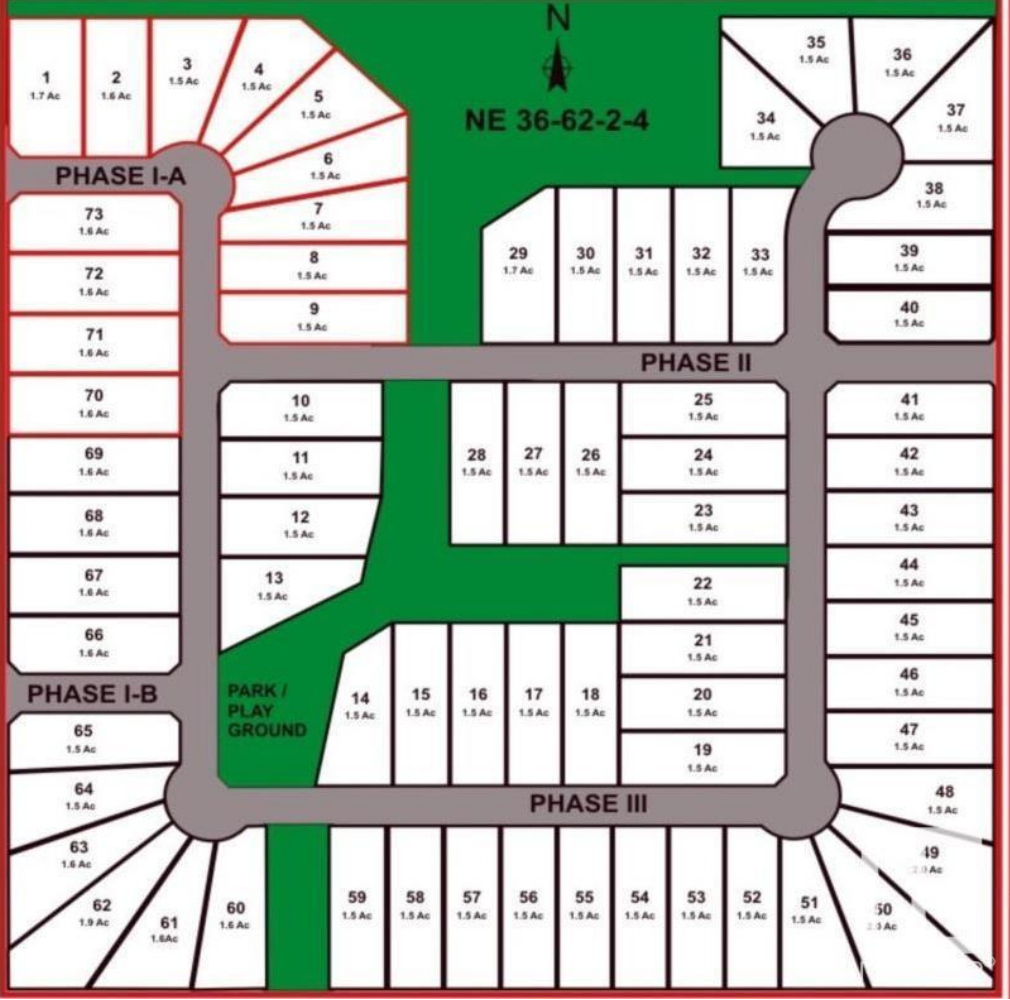 N
NE 36-62-2-4
1
1.7 Ac
2
1.6 Ac
3
1.5 Ac
4
1.5 Ac
5
1.5 Ac
6
1.5 Ac
7
1.5 Ac
8
1.5 Ac
9
1.5 Ac
PHASE I-A
73
1.6 Ac
72
1.6 Ac
71
1.6 Ac
70
1.6 Ac
69
1.6 Ac
68
1.6 Ac
67
1.6 Ac
66
1.6 Ac
35
1.5 Ac
36
1.5 Ac
34
1.5 Ac
37
1.5 Ac
38
1.5 Ac
39
1.5 Ac
40
1.5 Ac
29
1.7 Ac
30
1.5 Ac
31
1.5 Ac
32
1.5 Ac
33
1.5 Ac
PHASE II
10
1.5 Ac
11
1.5 Ac
12
1.5 Ac
13
1.5 Ac
28
1.5 Ac
27
1.5 Ac
26
1.5 Ac
25
1.5 Ac
24
1.5 Ac
23
1.5 Ac
22
1.5 Ac
21
1.5 Ac
20
1.5 Ac
19
1.5 Ac
41
1.5 Ac
42
1.5 Ac
43
1.5 Ac
44
1.5 Ac
45
1.5 Ac
46
1.5 Ac
47
1.5 Ac
PHASE I-B
PARK /
PLAY
GROUND
14
1.5 Ac
15
1.5 Ac
16
1.5 Ac
17
1.5 Ac
18
1.5 Ac
PHASE III
65
1.5 Ac
64
1.5 Ac
63
1.6 Ac
62
1.9 Ac
61
1.6Ac
60
1.6 Ac
59
1.5 Ac
58
1.5 Ac
57
1.5 Ac
56
1.5 Ac
55
1.5 Ac
54
1.5 Ac
53
1.5 Ac
52
1.5 Ac
51
1.5 Ac
50
2.0 Ac
49
2.0 Ac
48
1.5 Ac